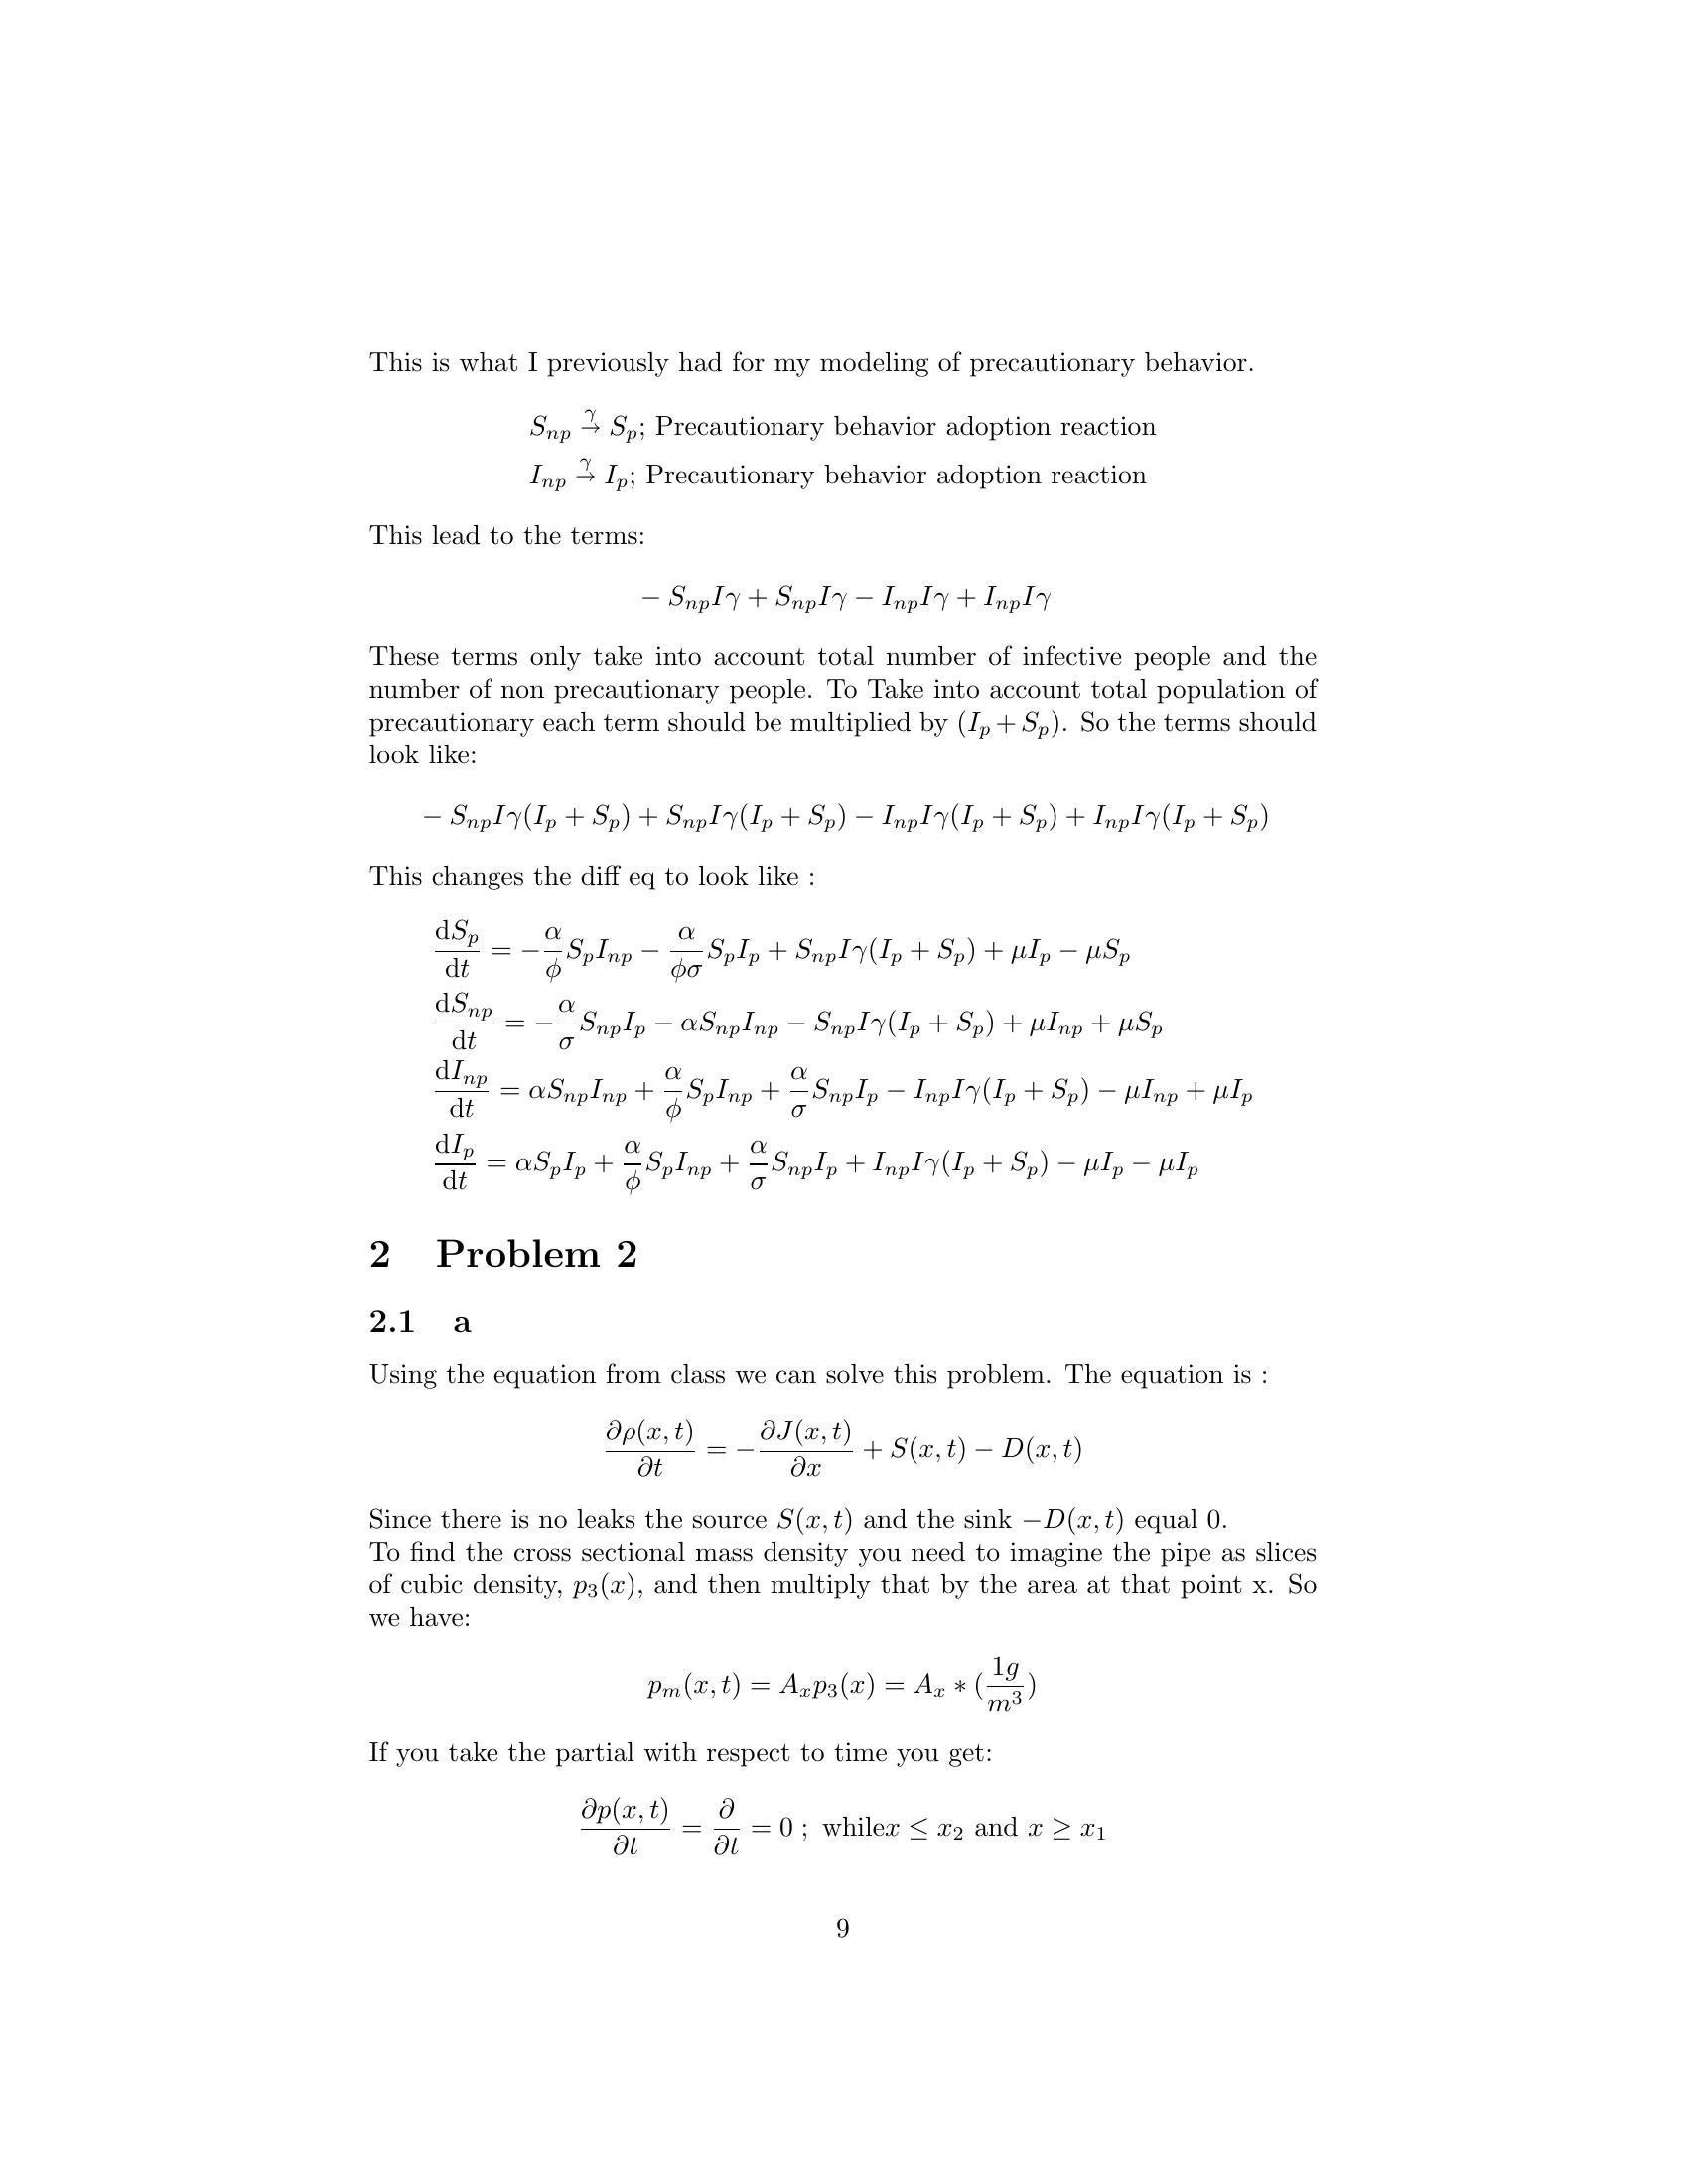 This is what I previously had for my modeling of precautionary behavior.
$S_{np} \xrightarrow{\gamma} S_p$; Precautionary behavior adoption reaction
$I_{np} \xrightarrow{\gamma} I_p$; Precautionary behavior adoption reaction
This lead to the terms:
$- S_{np}I\gamma + S_{np}I\gamma - I_{np}I\gamma + I_{np}I\gamma$
These terms only take into account total number of infective people and the
number of non precautionary people. To Take into account total population of
precautionary each term should be multiplied by $(I_p + S_p)$. So the terms should
look like:
$- S_{np}I\gamma(I_p + S_p) + S_{np}I\gamma(I_p + S_p) - I_{np}I\gamma(I_p + S_p) + I_{np}I\gamma(I_p + S_p)$
This changes the diff eq to look like :
$\frac{\mathrm{d}S_p}{\mathrm{d}t} = -\frac{\alpha}{\phi}S_pI_{np} - \frac{\alpha}{\phi\sigma}S_pI_p + S_{np}I\gamma(I_p + S_p) + \mu I_p - \mu S_p$
$\frac{\mathrm{d}S_{np}}{\mathrm{d}t} = -\frac{\alpha}{\sigma}S_{np}I_p - \alpha S_{np}I_{np} - S_{np}I\gamma(I_p + S_p) + \mu I_{np} + \mu S_p$
$\frac{\mathrm{d}I_{np}}{\mathrm{d}t} = \alpha S_{np}I_{np} + \frac{\alpha}{\phi}S_pI_{np} + \frac{\alpha}{\sigma}S_{np}I_p - I_{np}I\gamma(I_p + S_p) - \mu I_{np} + \mu I_p$
$\frac{\mathrm{d}I_p}{\mathrm{d}t} = \alpha S_pI_p + \frac{\alpha}{\phi}S_pI_{np} + \frac{\alpha}{\sigma}S_{np}I_p + I_{np}I\gamma(I_p + S_p) - \mu I_p - \mu I_p$
2 Problem 2
2.1 a
Using the equation from class we can solve this problem. The equation is :
$\frac{\partial \rho(x,t)}{\partial t} = -\frac{\partial J(x,t)}{\partial x} + S(x,t) - D(x,t)$
Since there is no leaks the source $S(x,t)$ and the sink $-D(x,t)$ equal 0.
To find the cross sectional mass density you need to imagine the pipe as slices
of cubic density, $p_3(x)$, and then multiply that by the area at that point x. So
we have:
$p_m(x,t) = A_xp_3(x) = A_x * (\frac{1g}{m^3})$
If you take the partial with respect to time you get:
$\frac{\partial p(x,t)}{\partial t} = \frac{\partial}{\partial t} = 0$ ; while$x \leq x_2$ and $x \geq x_1$
9